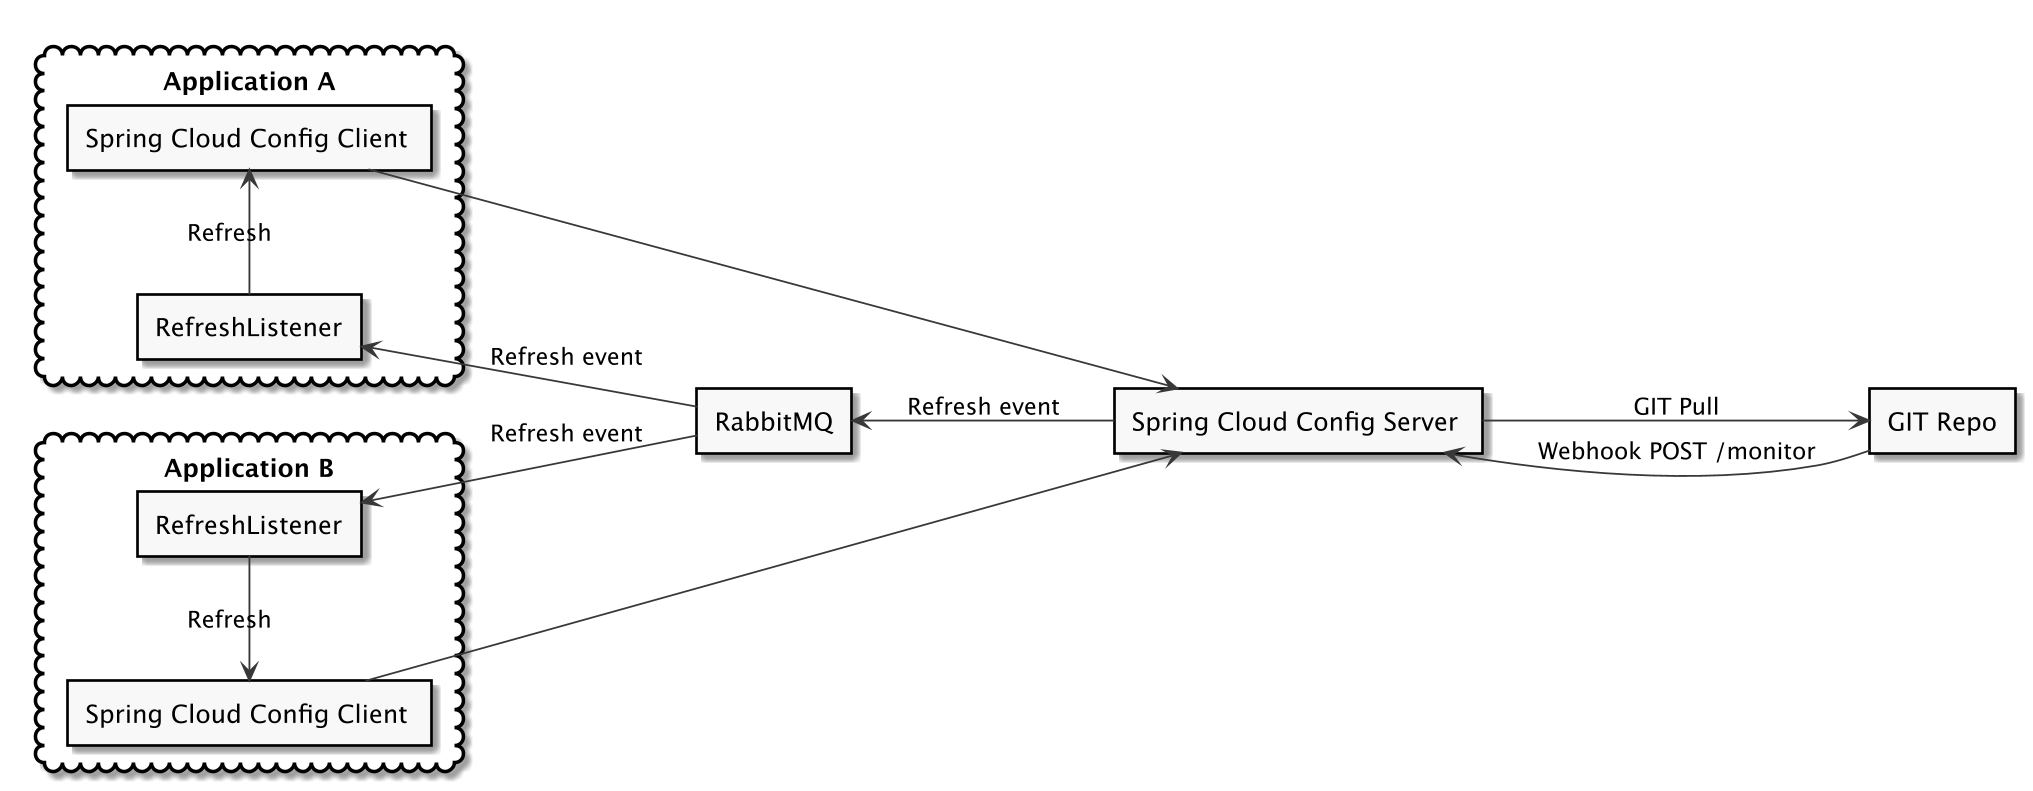 Application A
Spring Cloud Config Client
Refresh
RefreshListener
Refresh event
Refresh event
RabbitMQ
Refresh event
Spring Cloud Config Server
GIT Pull
Webhook POST /monitor
GIT Repo
Application B
RefreshListener
Refresh
Spring Cloud Config Client